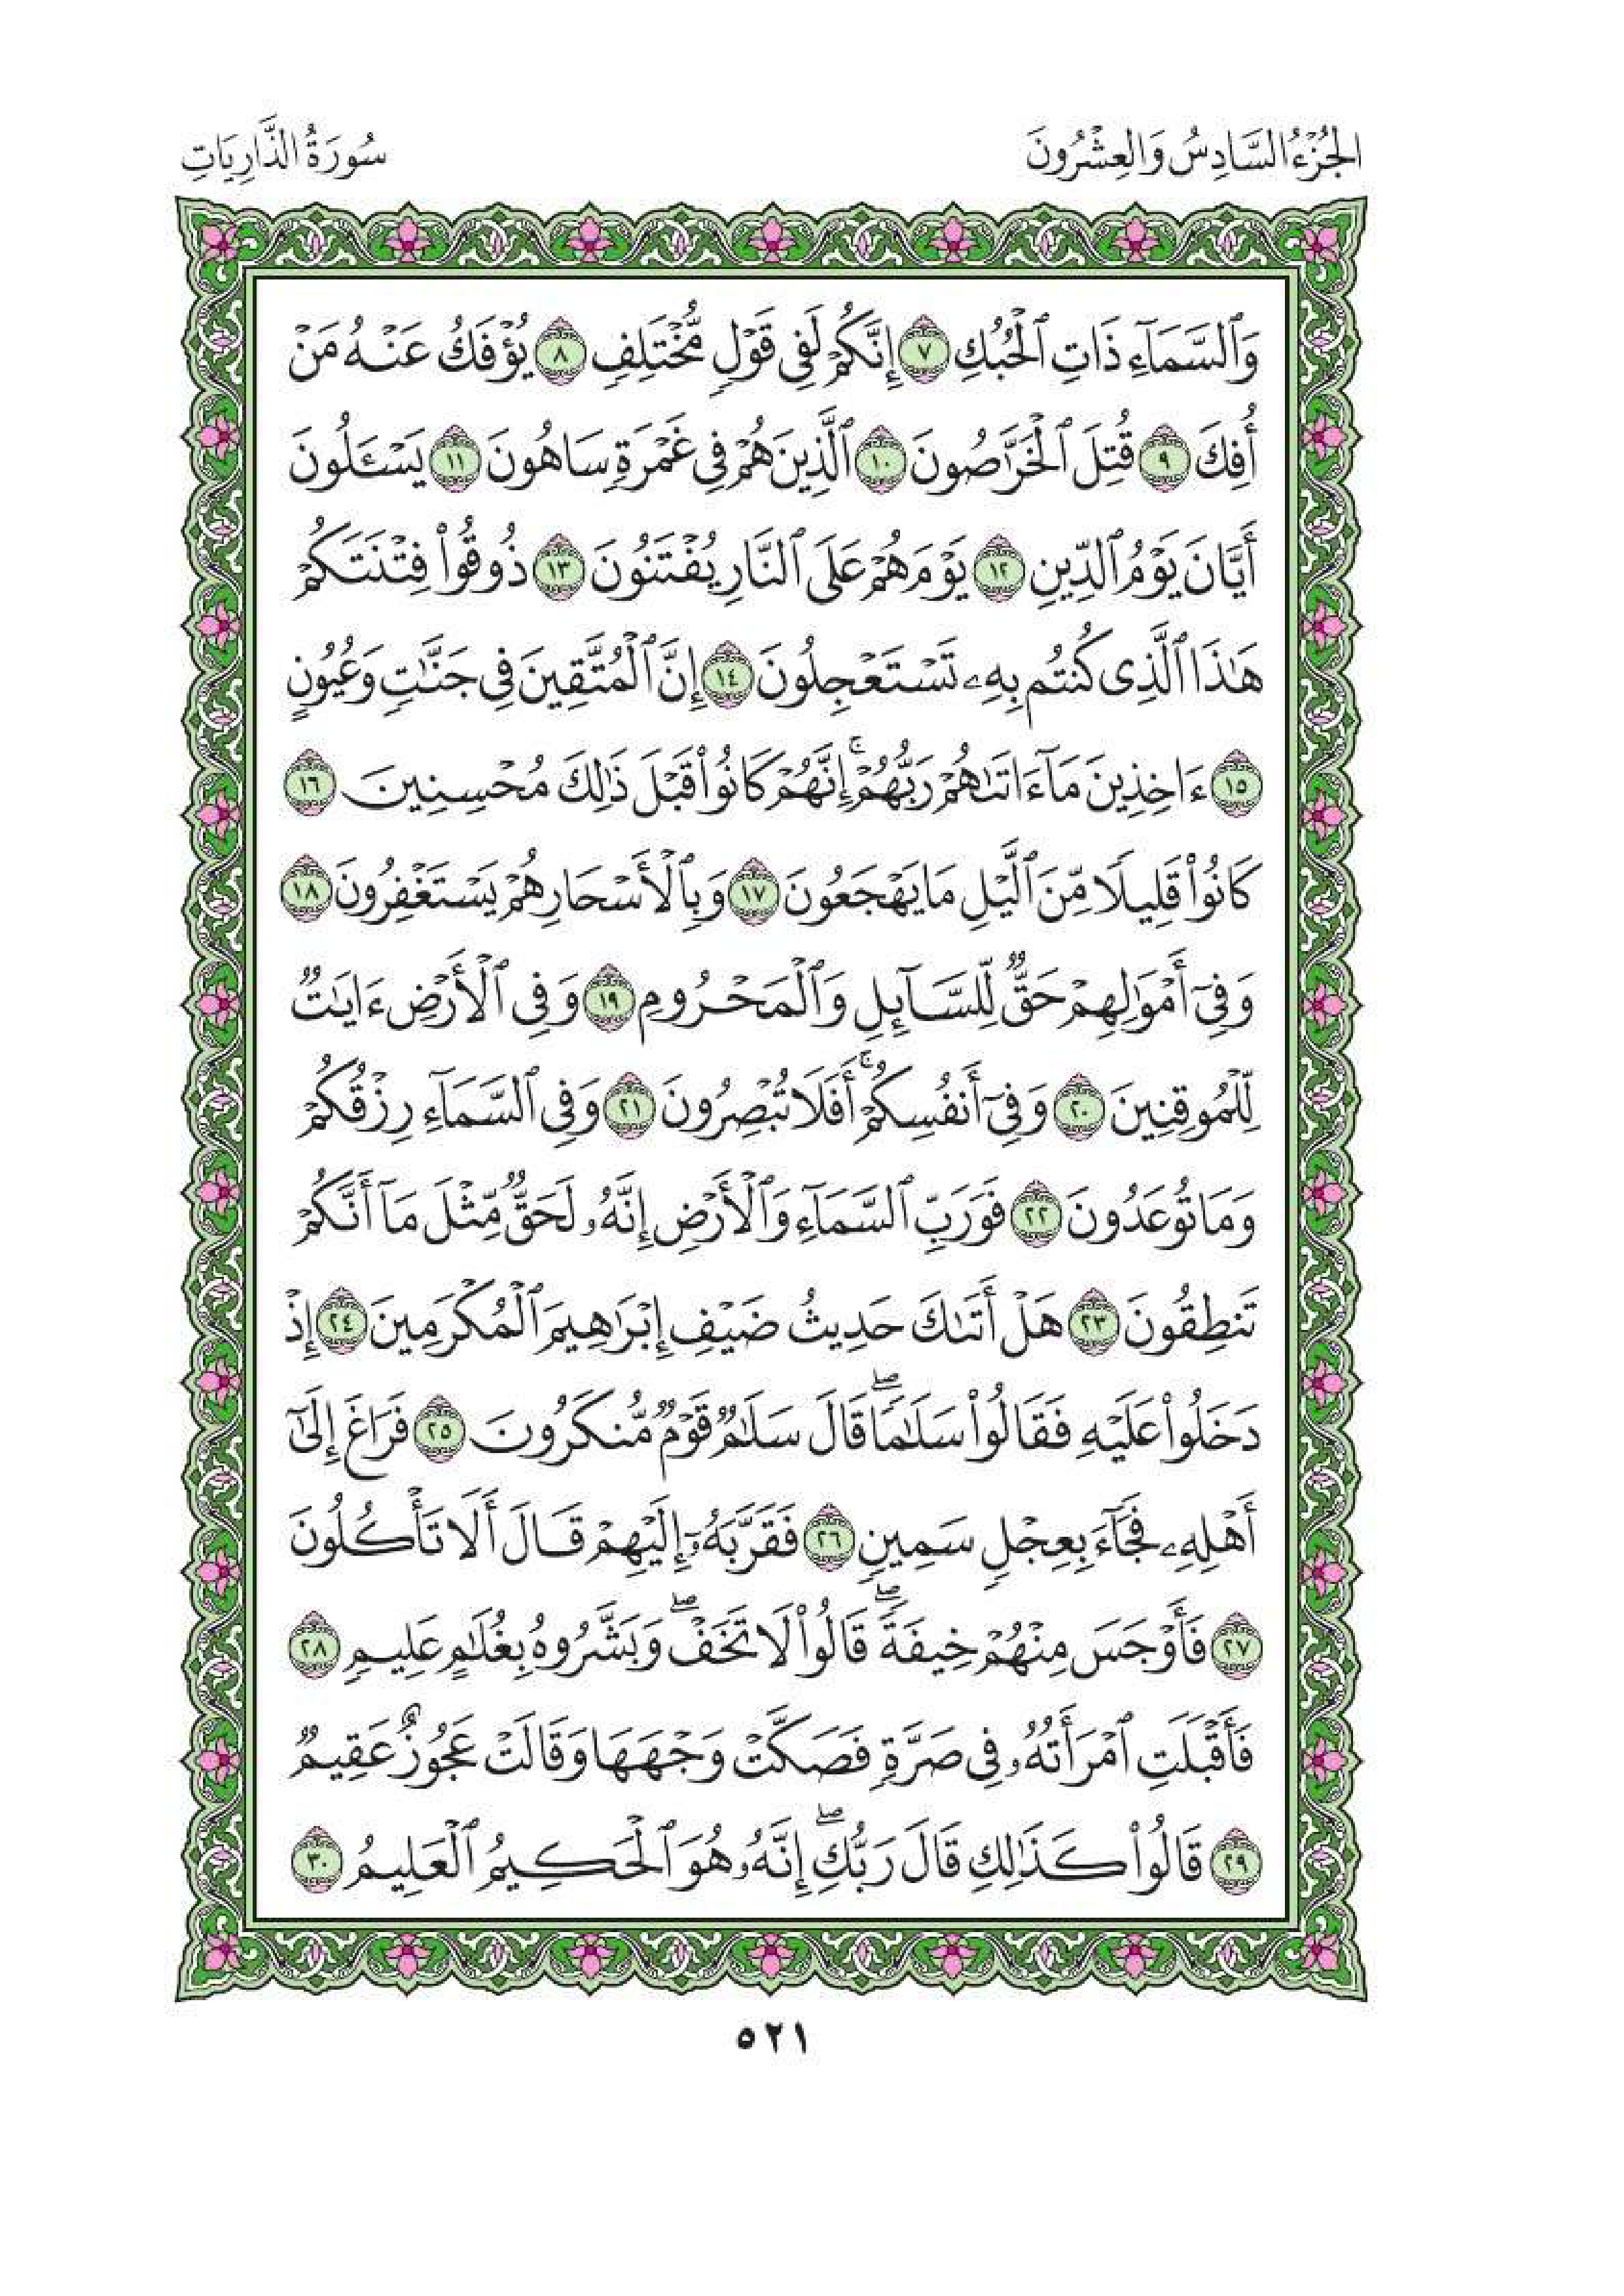 الجُزْءُ السَّادِسُ وَالعِشْرُونَ
سُورَةُ الذَّارِيَاتِ
وَٱلسَّمَآءِ ذَاتِ ٱلْحُبُكِ ٧ إِنَّكُمْ لَفِى قَوْلٍ مُّخْتَلِفٍ ٨ يُؤْفَكُ عَنْهُ مَنْ
أُفِكَ ٩ قُتِلَ ٱلْخَرَّٰصُونَ ١٠ ٱلَّذِينَ هُمْ فِى غَمْرَةٍ سَاهُونَ ١١ يَسْـَٔلُونَ
أَيَّانَ يَوْمُ ٱلدِّينِ ١٢ يَوْمَ هُمْ عَلَى ٱلنَّارِ يُفْتَنُونَ ١٣ ذُوقُوا۟ فِتْنَتَكُمْ
هَٰذَا ٱلَّذِى كُنتُم بِهِۦ تَسْتَعْجِلُونَ ١٤ إِنَّ ٱلْمُتَّقِينَ فِى جَنَّٰتٍ وَعُيُونٍ
١٥ ءَاخِذِينَ مَآ ءَاتَىٰهُمْ رَبُّهُمْ ۚ إِنَّهُمْ كَانُوا۟ قَبْلَ ذَٰلِكَ مُحْسِنِينَ ١٦
كَانُوا۟ قَلِيلًا مِّنَ ٱلَّيْلِ مَا يَهْجَعُونَ ١٧ وَبِٱلْأَسْحَارِ هُمْ يَسْتَغْفِرُونَ ١٨
وَفِىٓ أَمْوَٰلِهِمْ حَقٌّ لِّلسَّآئِلِ وَٱلْمَحْرُومِ ١٩ وَفِى ٱلْأَرْضِ ءَايَٰتٌ
لِّلْمُوقِنِينَ ٢٠ وَفِىٓ أَنفُسِكُمْ ۚ أَفَلَا تُبْصِرُونَ ٢١ وَفِى ٱلسَّمَآءِ رِزْقُكُمْ
وَمَا تُوعَدُونَ ٢٢ فَوَرَبِّ ٱلسَّمَآءِ وَٱلْأَرْضِ إِنَّهُۥ لَحَقٌّ مِّثْلَ مَآ أَنَّكُمْ
تَنطِقُونَ ٢٣ هَلْ أَتَىٰكَ حَدِيثُ ضَيْفِ إِبْرَٰهِيمَ ٱلْمُكْرَمِينَ ٢٤ إِذْ
دَخَلُوا۟ عَلَيْهِ فَقَالُوا۟ سَلَٰمًا ۖ قَالَ سَلَٰمٌ قَوْمٌ مُّنكَرُونَ ٢٥ فَرَاغَ إِلَىٰٓ
أَهْلِهِۦ فَجَآءَ بِعِجْلٍ سَمِينٍ ٢٦ فَقَرَّبَهُۥٓ إِلَيْهِمْ قَالَ أَلَا تَأْكُلُونَ
٢٧ فَأَوْجَسَ مِنْهُمْ خِيفَةً ۖ قَالُوا۟ لَا تَخَفْ ۖ وَبَشَّرُوهُ بِغُلَٰمٍ عَلِيمٍ ٢٨
فَأَقْبَلَتِ ٱمْرَأَتُهُۥ فِى صَرَّةٍ فَصَكَّتْ وَجْهَهَا وَقَالَتْ عَجُوزٌ عَقِيمٌ
٢٩ قَالُوا۟ كَذَٰلِكِ قَالَ رَبُّكِ ۖ إِنَّهُۥ هُوَ ٱلْحَكِيمُ ٱلْعَلِيمُ ٣٠
٥٢١